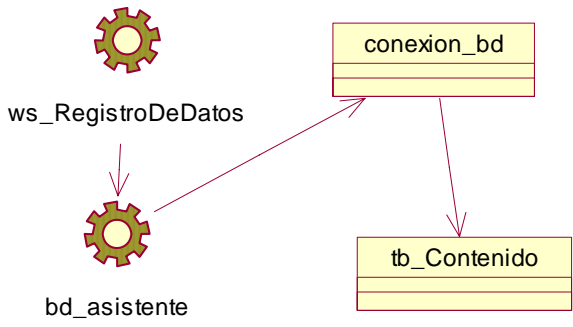 conexion_bd
ws_RegistroDeDatos
tb_Contenido
bd_asistente